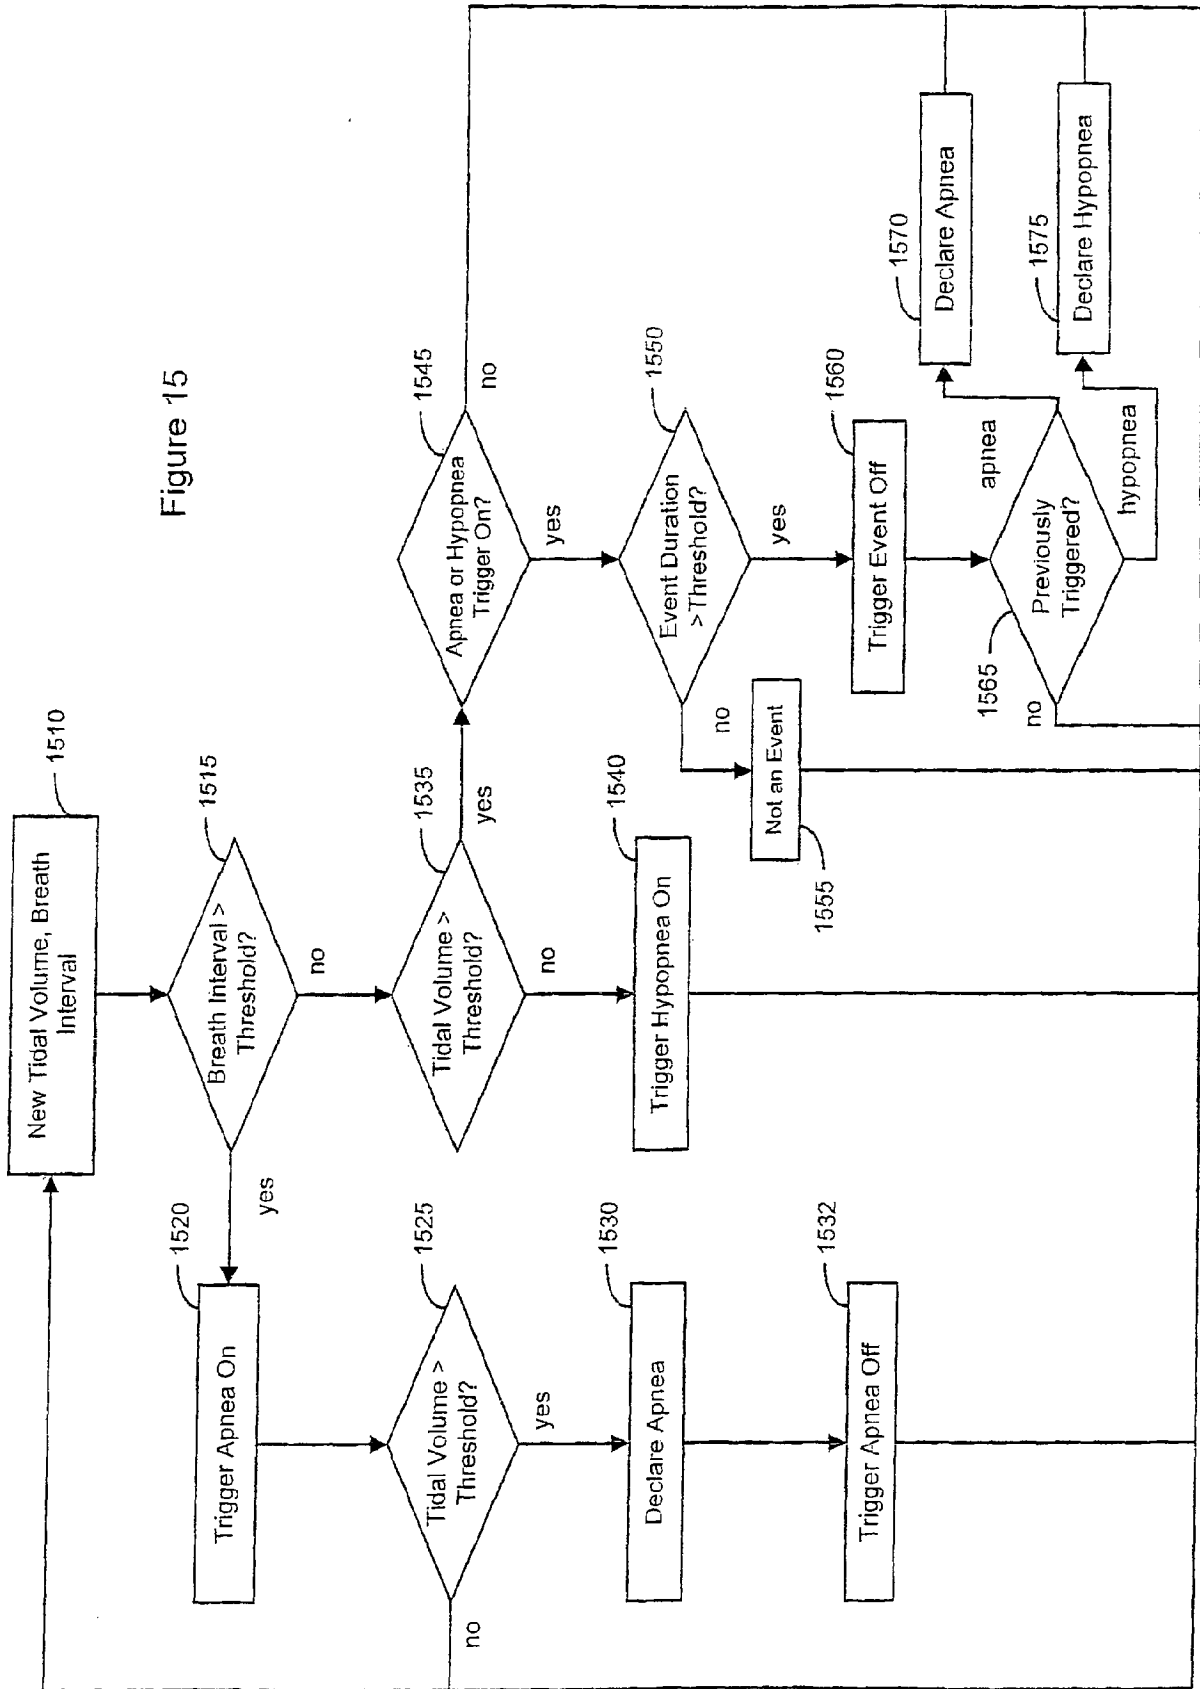 Figure 15
1510
New Tidal Volume, Breath
Interval
1515
Breath Interval >
Threshold?
yes
no
1520
Trigger Apnea On
1525
Tidal Volume >
Threshold?
no
yes
1530
Declare Apnea
1532
Trigger Apnea Off
1535
Tidal Volume >
Threshold?
yes
no
1540
Trigger Hypopnea On
1545
Apnea or Hypopnea
Trigger On?
no
yes
1550
Event Duration
>Threshold?
no
yes
Not an Event
1555
1560
Trigger Event Off
1565
Previously
Triggered?
no
apnea
hypopnea
1570
Declare Apnea
1575
Declare Hypopnea